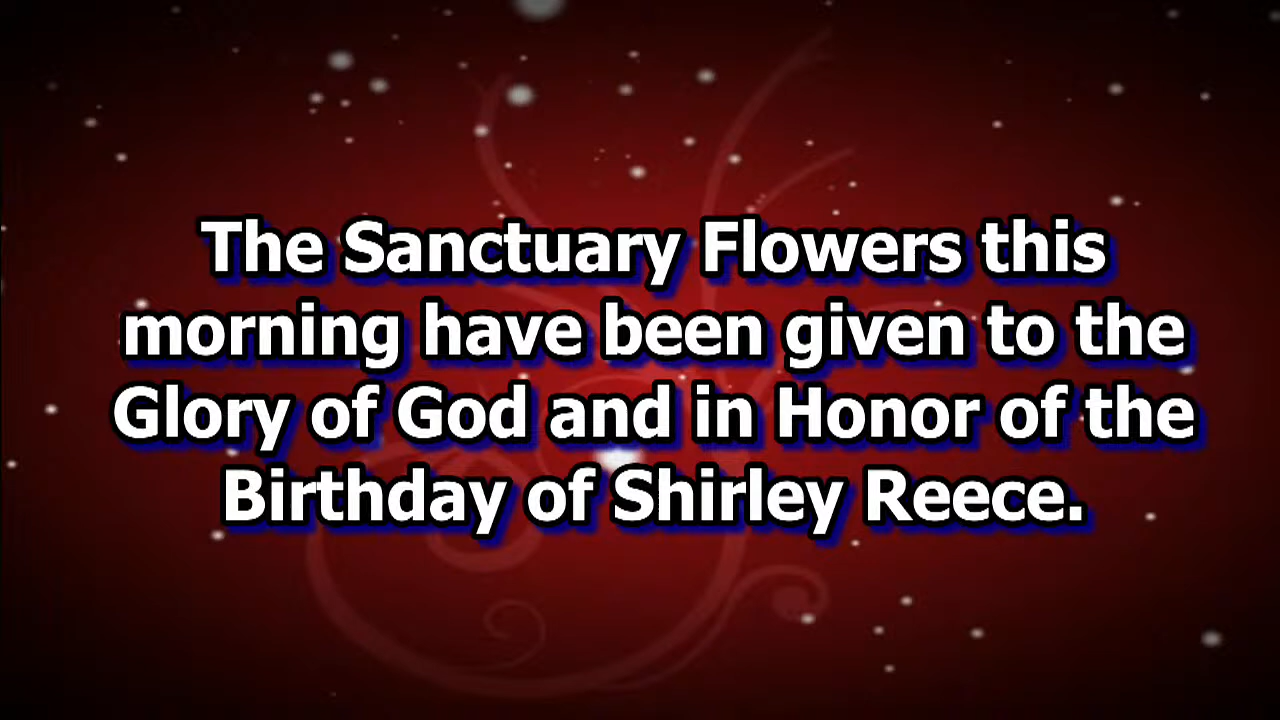 The Sanctuary Flowers this
morning have been given to the
Glory of God and in Honor of the
Birthday of Shirley Reece.